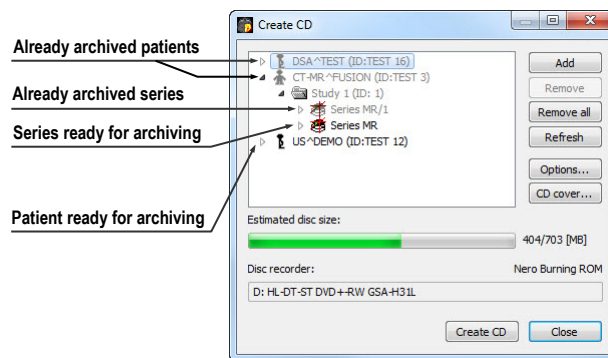 Create CD
Already archived patients
DSA^TEST (ID:TEST 16)
Add
CT-MR^FUSION (ID:TEST 3)
Remove
Already archived series
Study 1 (ID: 1)
Series MR/1
Remove all
Series ready for archiving
Series MR
Refresh
US^DEMO (ID:TEST 12)
Options...
CD cover...
Patient ready for archiving
Estimated disc size:
404/703 [MB]
Disc recorder:
Nero Burning ROM
D: HL-DT-ST DVD+-RW GSA-H31L
Create CD
Close